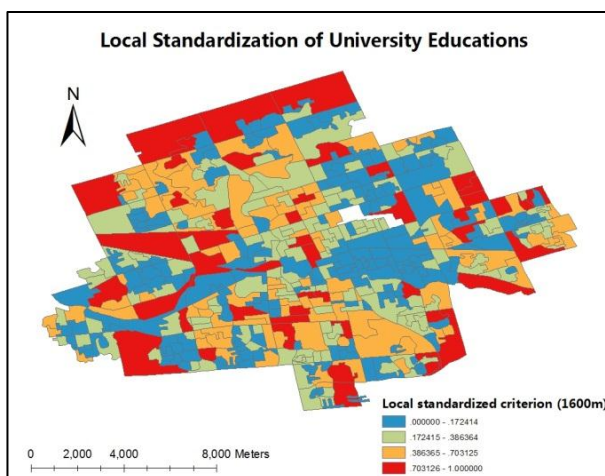 Local Standardization of University Educations
N
Local standardized criterion (1600m)
.000000 - .172414
.172415 - .386364
.386365 - .703125
.703126 - 1.000000
0 2,000 4,000 8,000 Meters